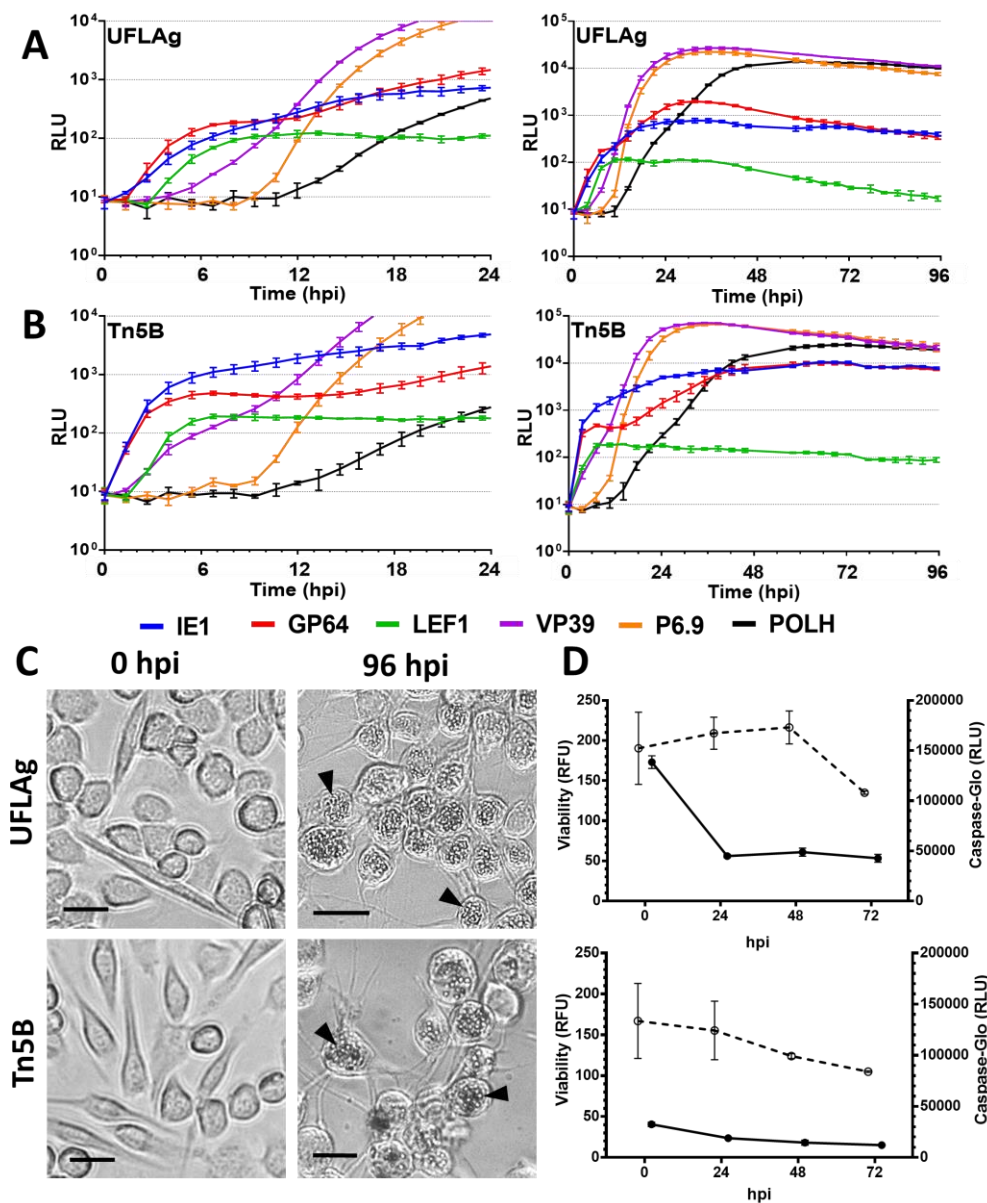 A
UFLAg
RLU
10⁴
10³
10²
10¹
10⁰
0 6 12 18 24
Time (hpi)
UFLAg
RLU
10⁵
10⁴
10³
10²
10¹
10⁰
0 24 48 72 96
Time (hpi)
B
Tn5B
RLU
10⁴
10³
10²
10¹
10⁰
0 6 12 18 24
Time (hpi)
Tn5B
RLU
10⁵
10⁴
10³
10²
10¹
10⁰
0 24 48 72 96
Time (hpi)
IE1 GP64 LEF1 VP39 P6.9 POLH
C
0 hpi 96 hpi
UFLAg
Tn5B
D
Viability (RFU)
250
200
150
100
50
0
Caspase-Glo (RLU)
200000
150000
100000
50000
0
0 24 48 72
hpi
Viability (RFU)
250
200
150
100
50
0
Caspase-Glo (RLU)
200000
150000
100000
50000
0
0 24 48 72
hpi